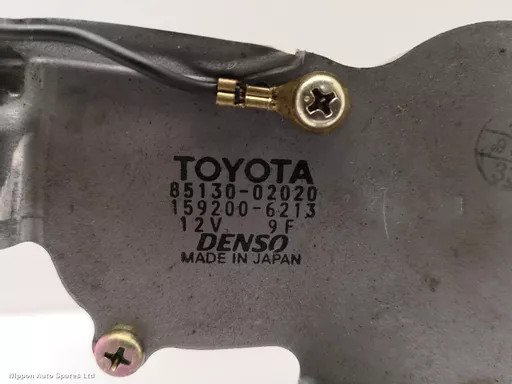 TOYOTA
85130-02020
159200-6213
12V 9F
DENSO
MADE IN JAPAN
Nippon Auto Spares Ltd